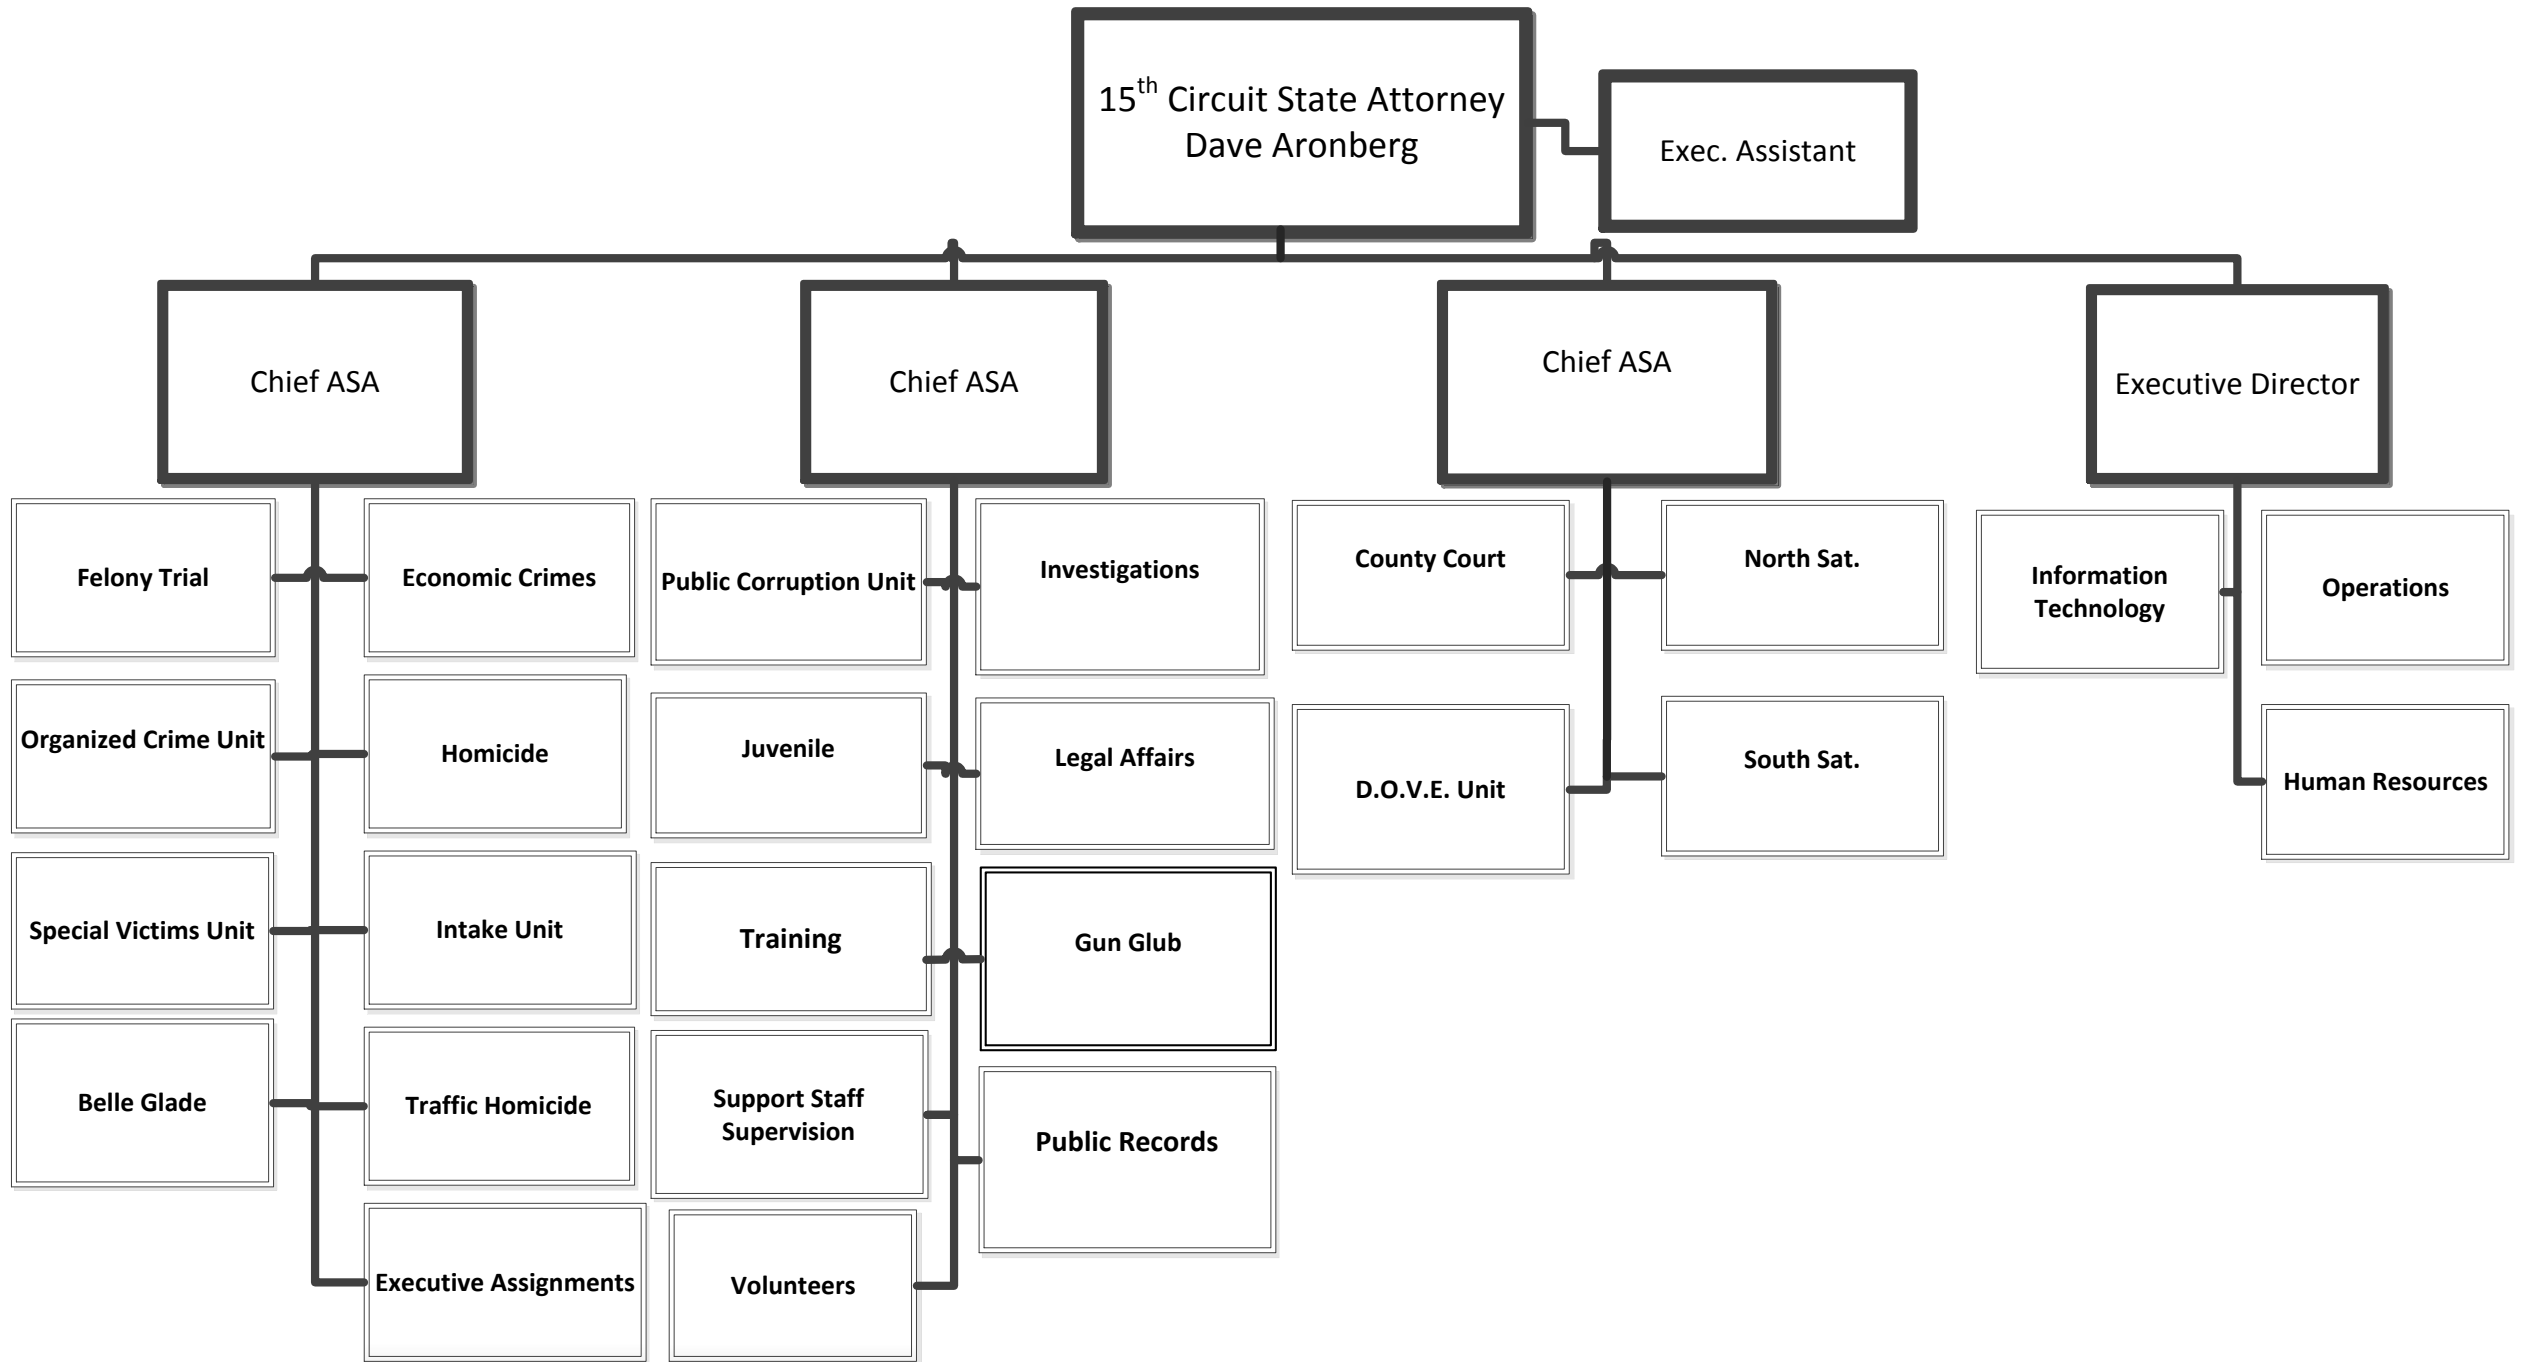 15th Circuit State Attorney
Dave Aronberg
Exec. Assistant
Chief ASA
Chief ASA
Chief ASA
Executive Director
Felony Trial
Economic Crimes
Organized Crime Unit
Homicide
Special Victims Unit
Intake Unit
Belle Glade
Traffic Homicide
Executive Assignments
Public Corruption Unit
Investigations
Juvenile
Legal Affairs
Training
Gun Glub
Support Staff
Supervision
Public Records
Volunteers
County Court
North Sat.
D.O.V.E. Unit
South Sat.
Information
Technology
Operations
Human Resources